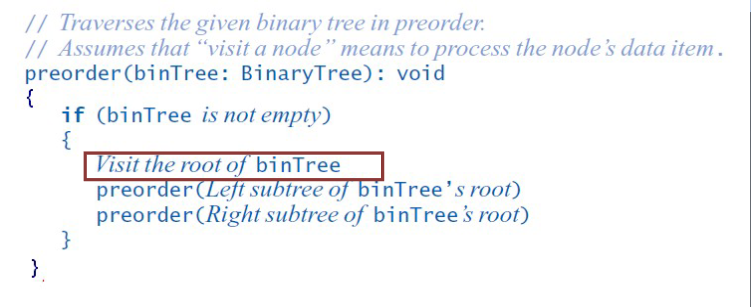 // Traverses the given binary tree in preorder.
// Assumes that “visit a node” means to process the node’s data item.
preorder(binTree: BinaryTree): void
{
if (binTree is not empty)
{
Visit the root of binTree
preorder(Left subtree of binTree’s root)
preorder(Right subtree of binTree’s root)
}
}